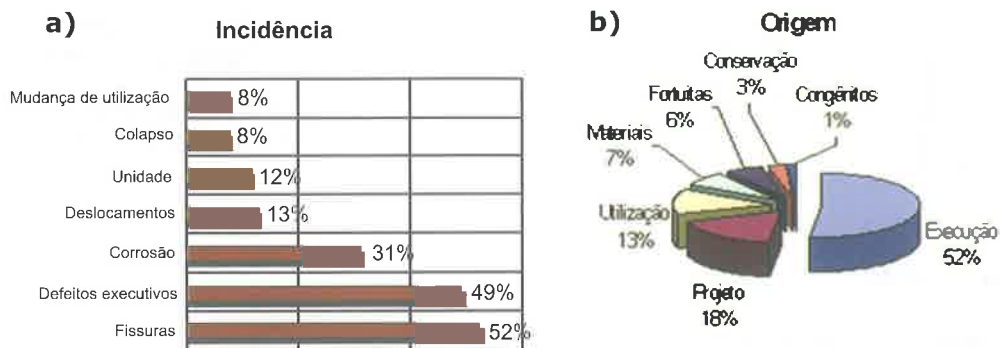 a)
Incidência
Mudança de utilização
8%
Colapso
8%
Unidade
12%
Deslocamentos
13%
Corrosão
31%
Defeitos executivos
49%
Fissuras
52%
b)
Origem
Conservação
3%
Fortuitas
6%
Congênitos
1%
Materiais
7%
Utilização
13%
Execução
52%
Projeto
18%